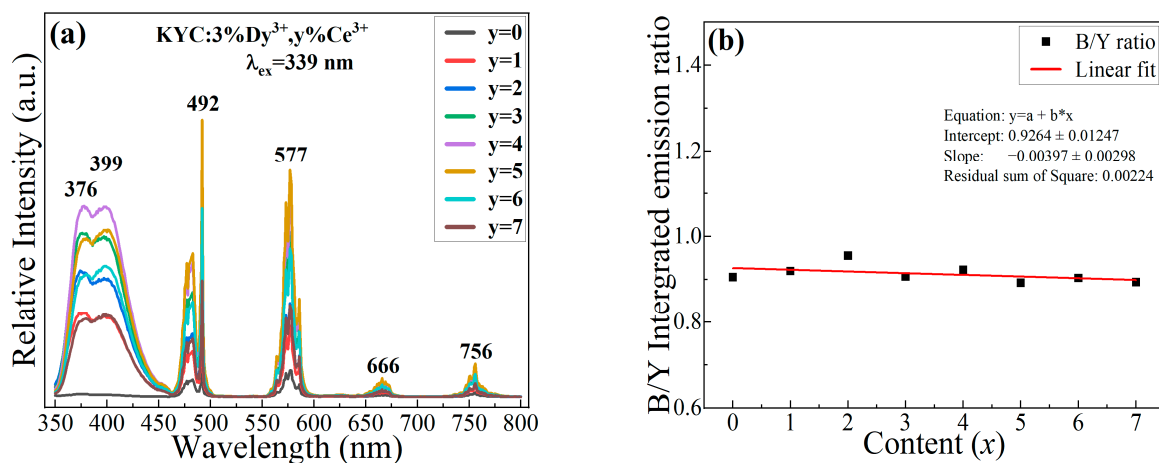 (a)
KYC:3%Dy³⁺,y%Ce³⁺
λex=339 nm
y=0
y=1
y=2
y=3
y=4
y=5
y=6
y=7
376
399
492
577
666
756
Relative Intensity (a.u.)
350 400 450 500 550 600 650 700 750 800
Wavelength (nm)
(b)
B/Y ratio
Linear fit
Equation: y=a + b*x
Intercept: 0.9264 ± 0.01247
Slope: −0.00397 ± 0.00298
Residual sum of Square: 0.00224
B/Y Intergrated emission ratio
1.4
1.2
1.0
0.8
0.6
0 1 2 3 4 5 6 7
Content (x)